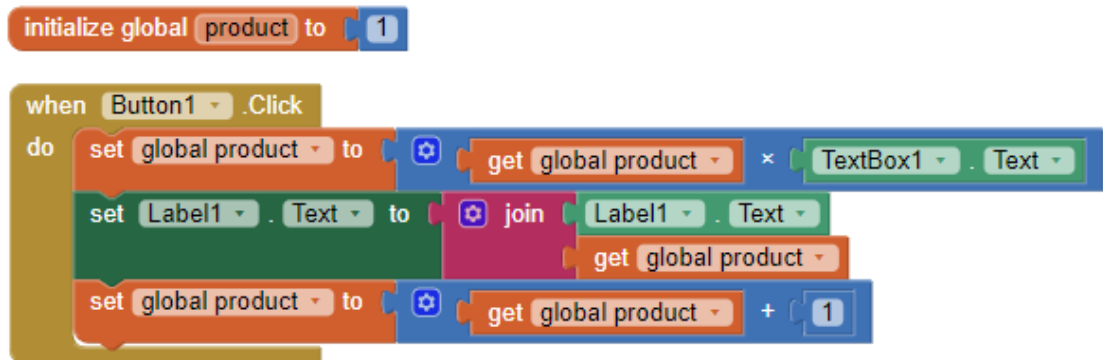 initialize global product to 1
when Button1 .Click
do set global product to get global product × TextBox1 . Text
set Label1 . Text to join Label1 . Text
get global product
set global product to get global product + 1